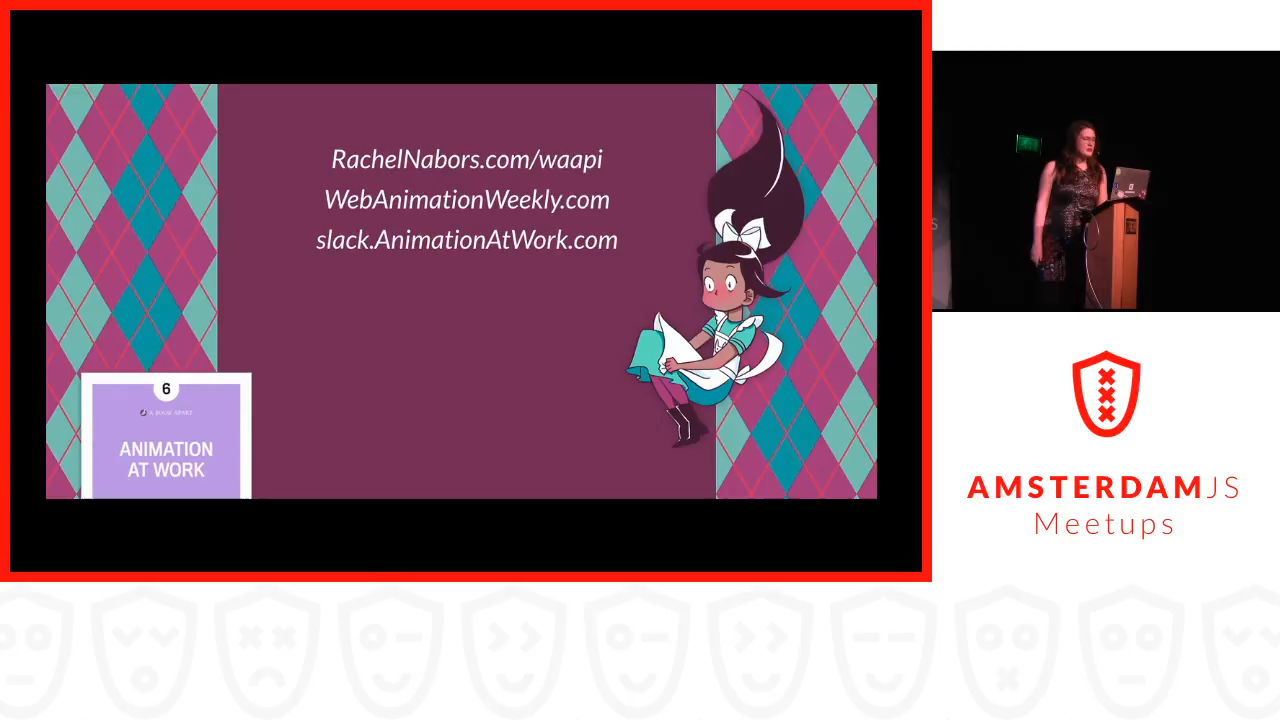 RachelNabors.com/waapi
WebAnimationWeekly.com
slack.AnimationAtWork.com
6
A BOOK APART
ANIMATION
AT WORK
AMSTERDAMJS
Meetups